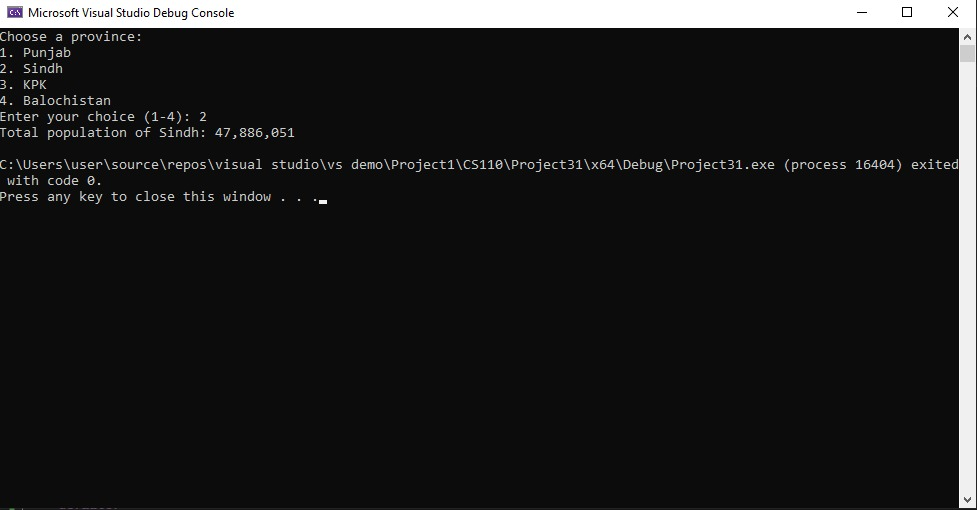 Microsoft Visual Studio Debug Console
Choose a province:
1. Punjab
2. Sindh
3. KPK
4. Balochistan
Enter your choice (1-4): 2
Total population of Sindh: 47,886,051
C:\Users\user\source\repos\visual studio\vs demo\Project1\CS110\Project31\x64\Debug\Project31.exe (process 16404) exited
with code 0.
Press any key to close this window . . .